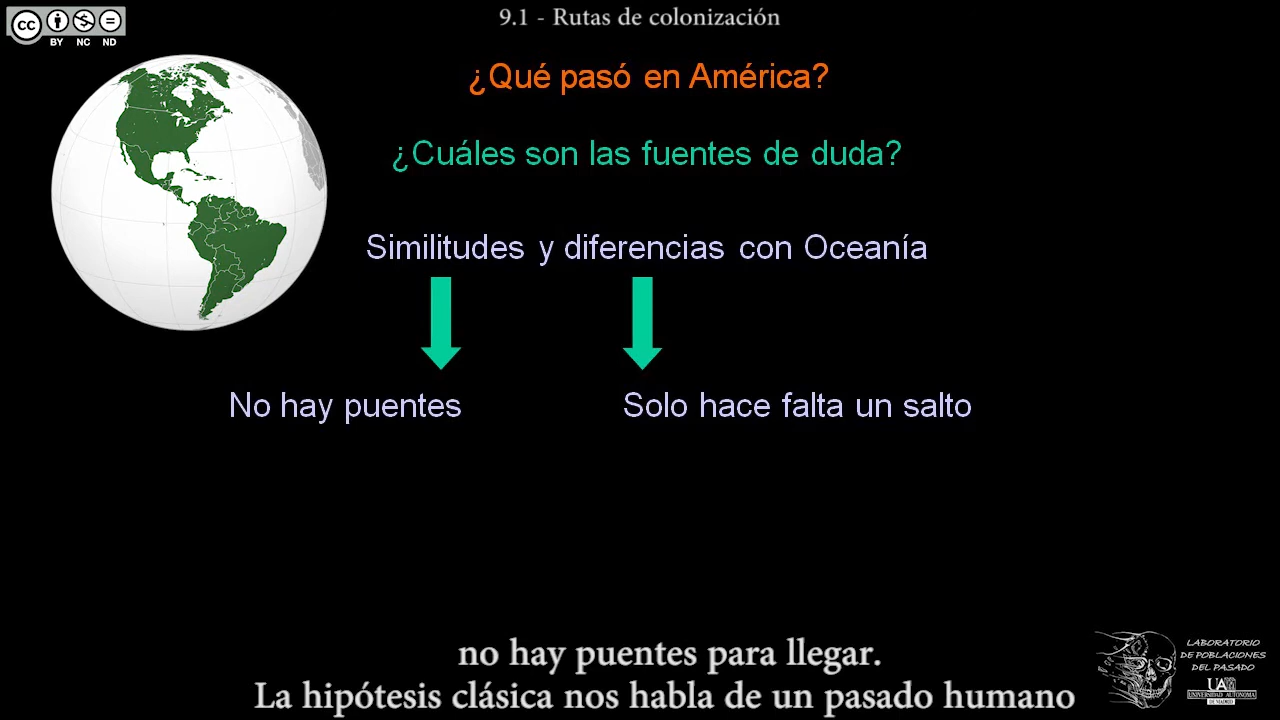 9.1 - Rutas de colonización
cc
BY NC ND
¿Qué pasó en América?
¿Cuáles son las fuentes de duda?
Similitudes y diferencias con Oceanía
No hay puentes
Solo hace falta un salto
no hay puentes para llegar.
La hipótesis clásica nos habla de un pasado humano
LABORATORIO
DE POBLACIONES
DEL PASADO
UAM
UNIVERSIDAD AUTONOMA
DE MADRID